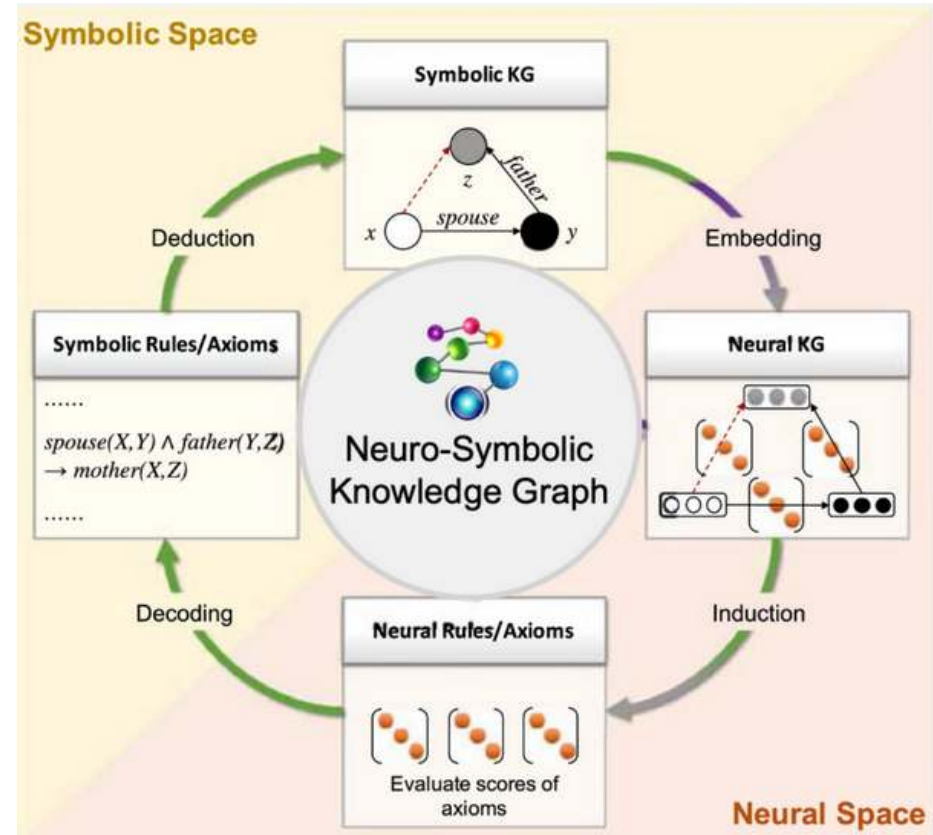 Symbolic Space
Symbolic KG
z
father
x
spouse
y
Deduction
Embedding
Symbolic Rules/Axioms
......
spouse(X,Y) ∧ father(Y,Z)
→ mother(X,Z)
......
Neuro-Symbolic
Knowledge Graph
Neural KG
Decoding
Induction
Neural Rules/Axioms
Evaluate scores of
axioms
Neural Space